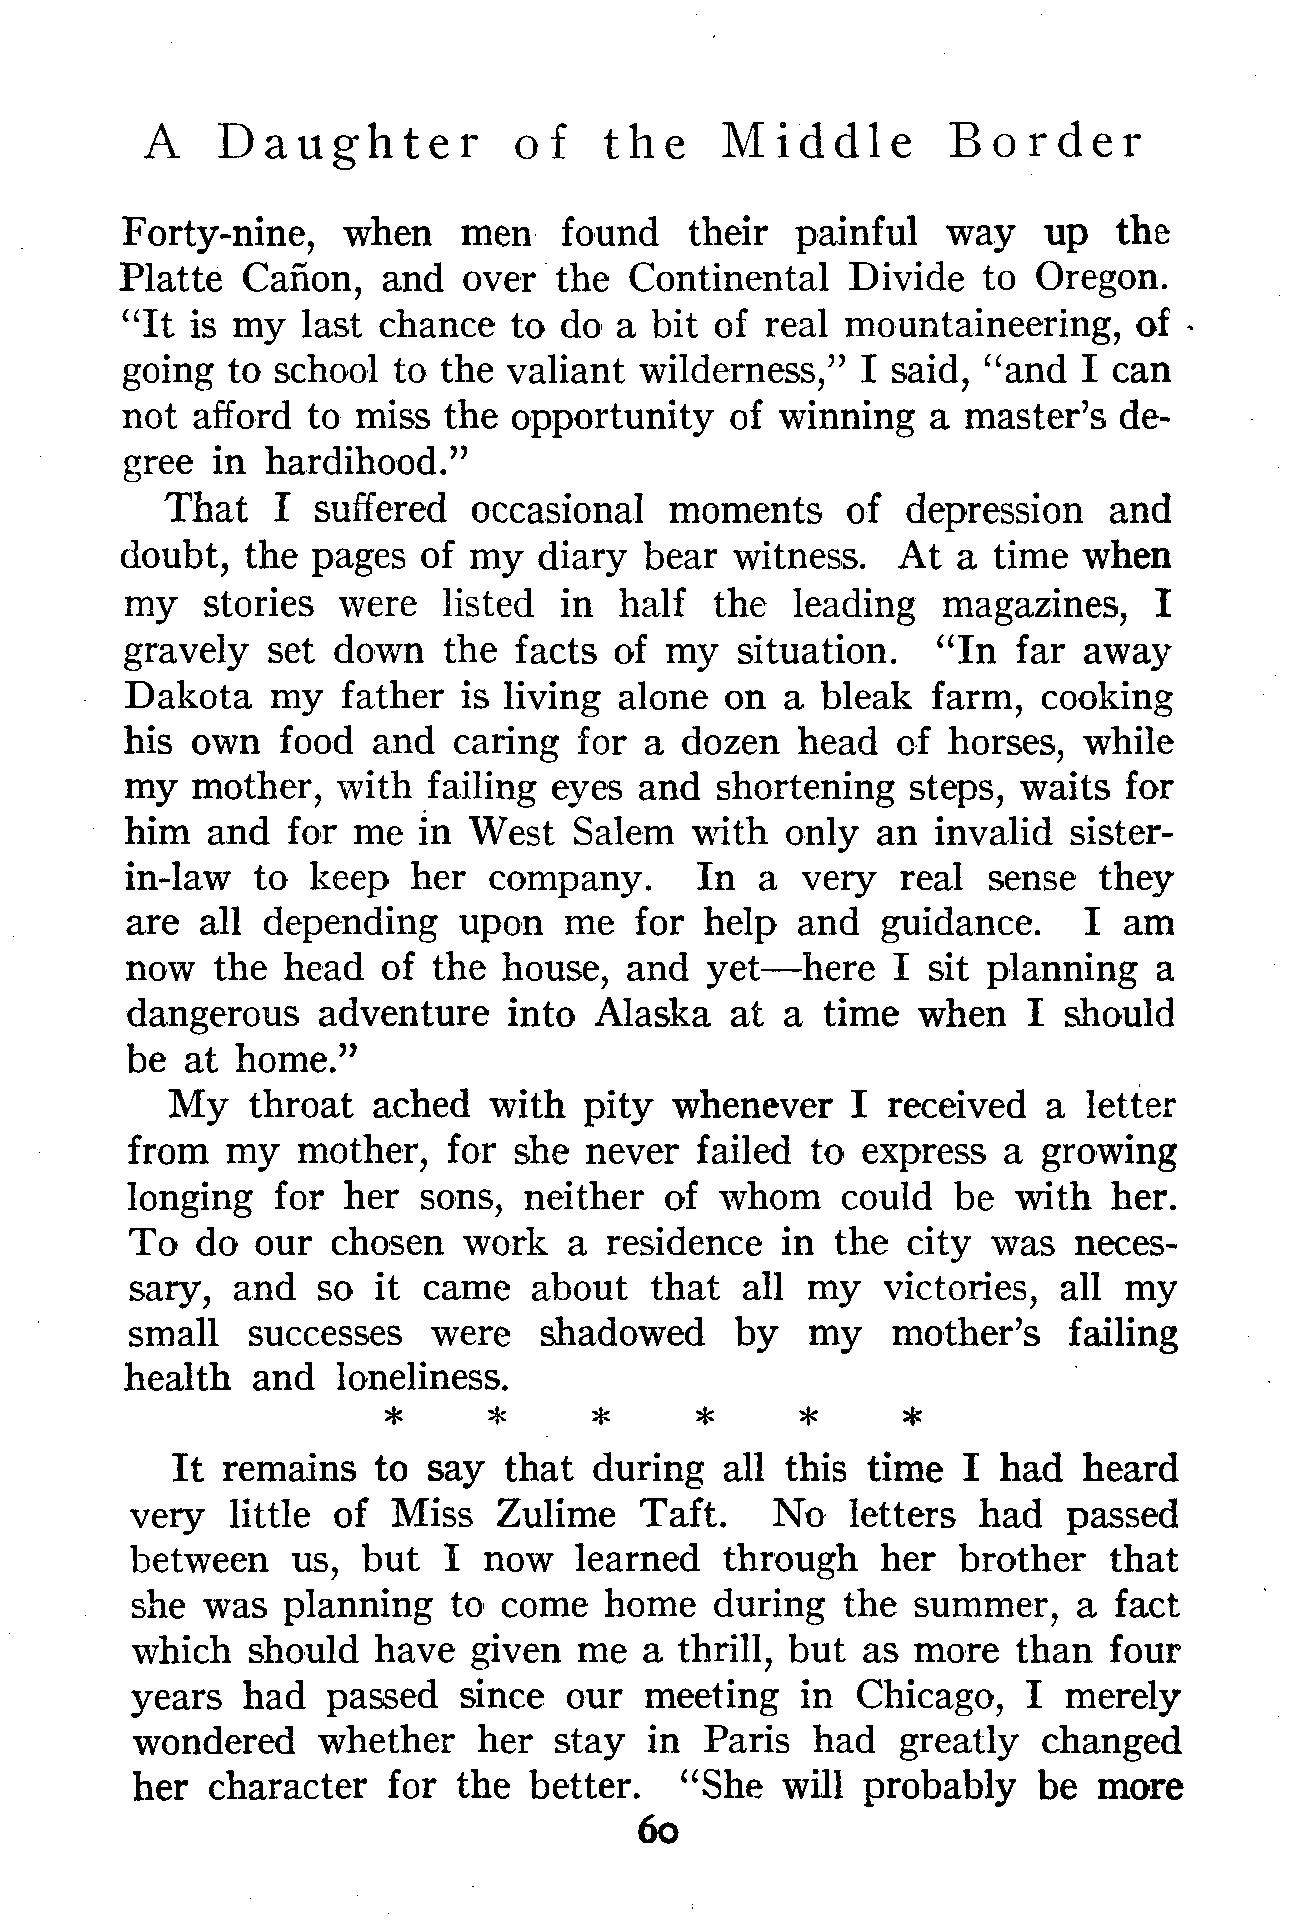 A Daughter of the Middle Border
Forty-nine, when men found their painful way up the
Platte Cañon, and over the Continental Divide to Oregon.
“It is my last chance to do a bit of real mountaineering, of
going to school to the valiant wilderness,” I said, “and I can
not afford to miss the opportunity of winning a master’s de-
gree in hardihood.”
That I suffered occasional moments of depression and
doubt, the pages of my diary bear witness. At a time when
my stories were listed in half the leading magazines, I
gravely set down the facts of my situation. “In far away
Dakota my father is living alone on a bleak farm, cooking
his own food and caring for a dozen head of horses, while
my mother, with failing eyes and shortening steps, waits for
him and for me in West Salem with only an invalid sister-
in-law to keep her company. In a very real sense they
are all depending upon me for help and guidance. I am
now the head of the house, and yet—here I sit planning a
dangerous adventure into Alaska at a time when I should
be at home.”
My throat ached with pity whenever I received a letter
from my mother, for she never failed to express a growing
longing for her sons, neither of whom could be with her.
To do our chosen work a residence in the city was neces-
sary, and so it came about that all my victories, all my
small successes were shadowed by my mother’s failing
health and loneliness.
* * * * * *
It remains to say that during all this time I had heard
very little of Miss Zulime Taft. No letters had passed
between us, but I now learned through her brother that
she was planning to come home during the summer, a fact
which should have given me a thrill, but as more than four
years had passed since our meeting in Chicago, I merely
wondered whether her stay in Paris had greatly changed
her character for the better. “She will probably be more
60